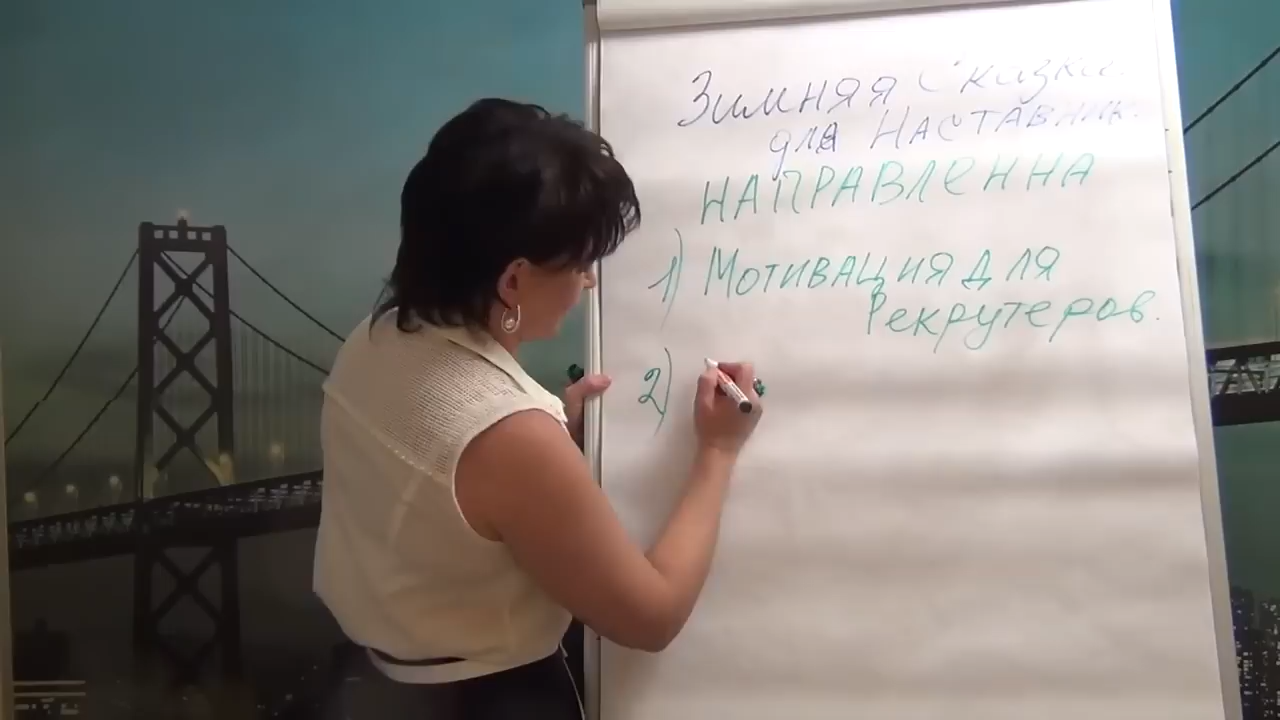 Зимняя Сказка.
для Наставник.
НАПРАВЛЕННА
1) Мотивация для
Рекрутеров.
2)